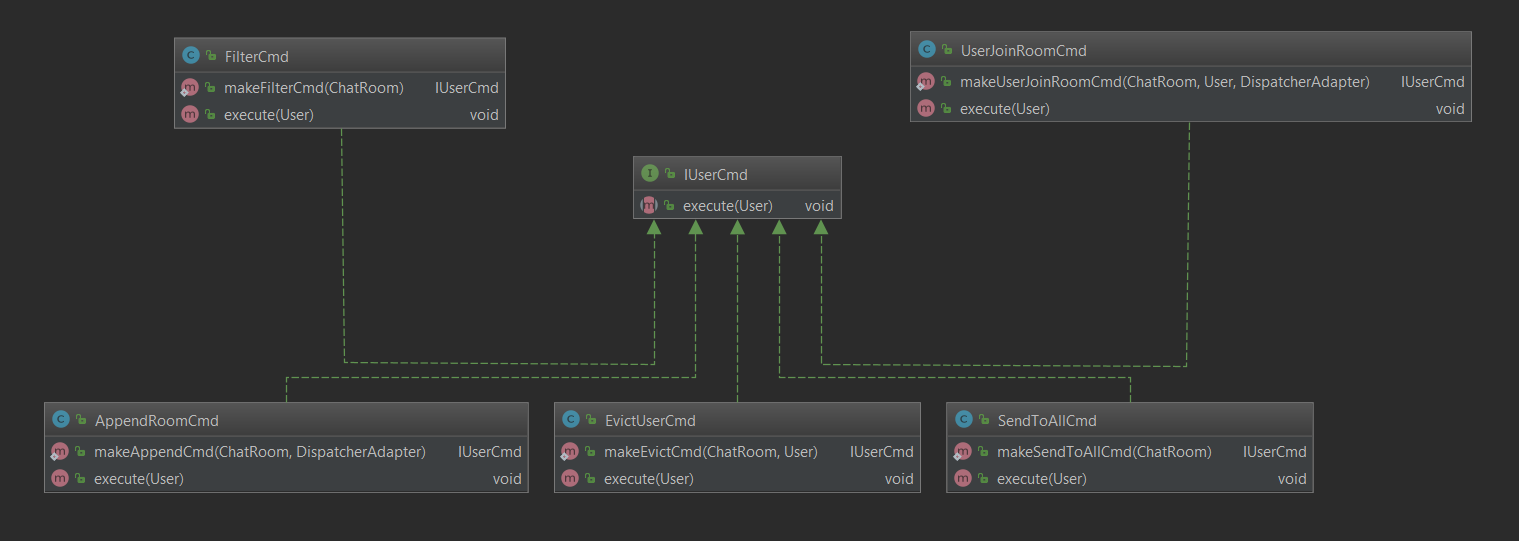 FilterCmd
makeFilterCmd(ChatRoom) IUserCmd
execute(User) void
UserJoinRoomCmd
makeUserJoinRoomCmd(ChatRoom, User, DispatcherAdapter) IUserCmd
execute(User) void
IUserCmd
execute(User) void
AppendRoomCmd
makeAppendCmd(ChatRoom, DispatcherAdapter) IUserCmd
execute(User) void
EvictUserCmd
makeEvictCmd(ChatRoom, User) IUserCmd
execute(User) void
SendToAllCmd
makeSendToAllCmd(ChatRoom) IUserCmd
execute(User) void